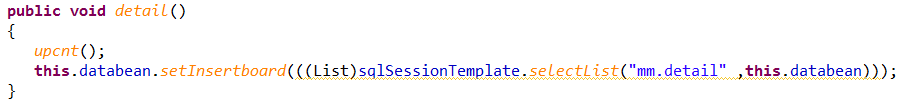 public void detail()
{
upcnt();
this.databean.setInsertboard(((List)sqlSessionTemplate.selectList("mm.detail" ,this.databean)));
}